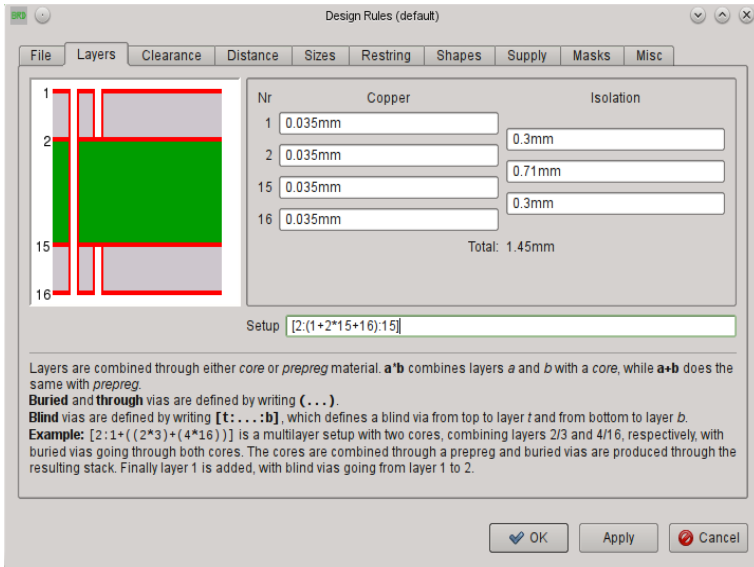 BRD
Design Rules (default)
File Layers Clearance Distance Sizes Restring Shapes Supply Masks Misc
1
2
15
16
Nr Copper Isolation
1 0.035mm
0.3mm
2 0.035mm
0.71mm
15 0.035mm
0.3mm
16 0.035mm
Total: 1.45mm
Setup [2:(1+2*15+16):15]
Layers are combined through either core or prepreg material. a*b combines layers a and b with a core, while a+b does the
same with prepreg.
Buried and through vias are defined by writing (...).
Blind vias are defined by writing [t:...:b], which defines a blind via from top to layer t and from bottom to layer b.
Example: [2:1+((2*3)+(4*16))] is a multilayer setup with two cores, combining layers 2/3 and 4/16, respectively, with
buried vias going through both cores. The cores are combined through a prepreg and buried vias are produced through the
resulting stack. Finally layer 1 is added, with blind vias going from layer 1 to 2.
OK Apply Cancel